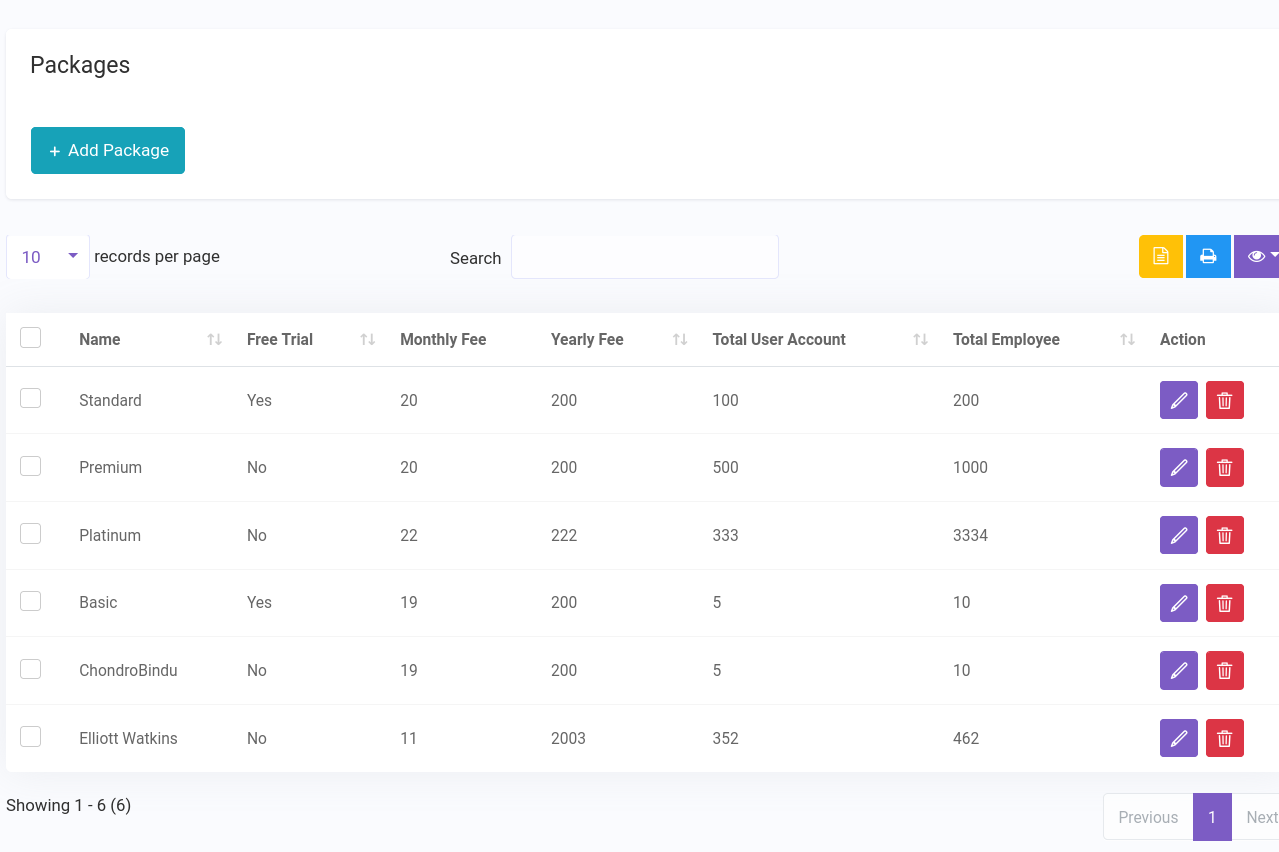 Packages
+ Add Package
10 records per page Search
Name Free Trial Monthly Fee Yearly Fee Total User Account Total Employee Action
Standard Yes 20 200 100 200
Premium No 20 200 500 1000
Platinum No 22 222 333 3334
Basic Yes 19 200 5 10
ChondroBindu No 19 200 5 10
Elliott Watkins No 11 2003 352 462
Showing 1 - 6 (6) Previous 1 Next